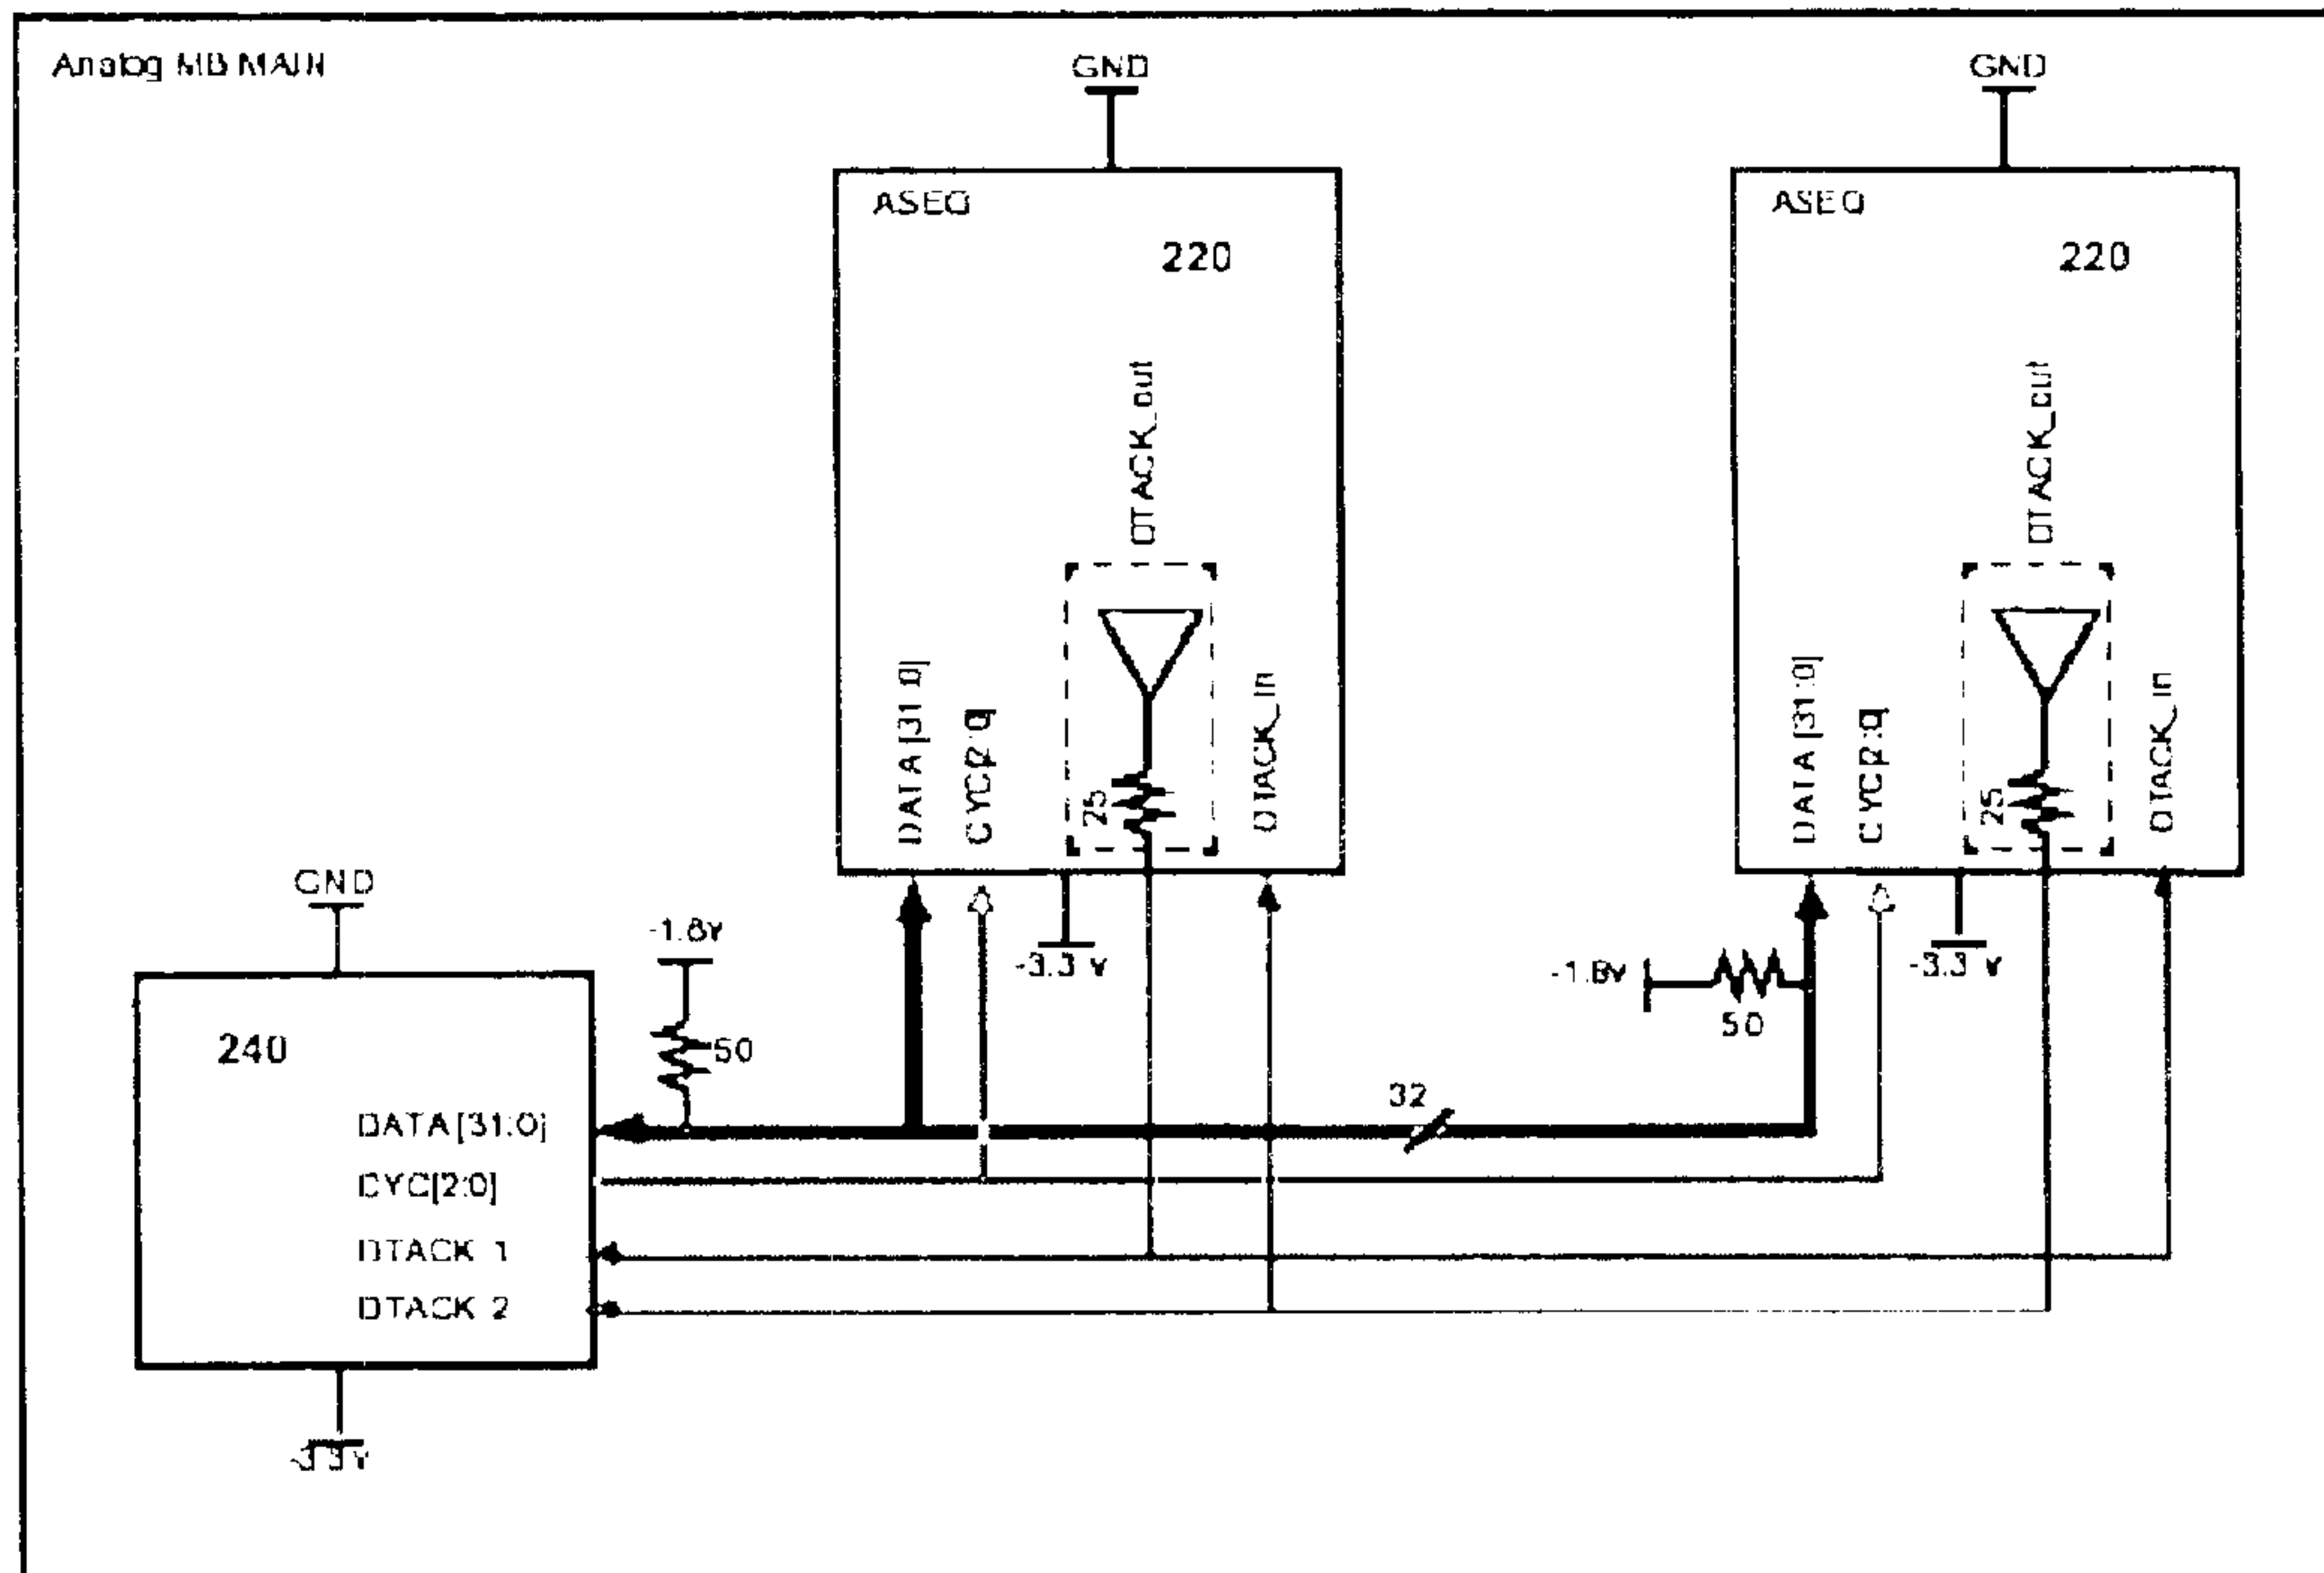 Analog MB MAIN
GND
GND
ASEQ
220
ASEQ
220
DTACK_out
DTACK_out
DATA [31:0]
CYC[2:0]
25
DTACK_in
DATA [31:0]
CYC[2:0]
25
DTACK_in
GND
-1.8v
-3.3 v
-1.8v
-3.3 v
50
240
50
32
DATA[31:0]
CYC[2:0]
DTACK 1
DTACK 2
-3.3v